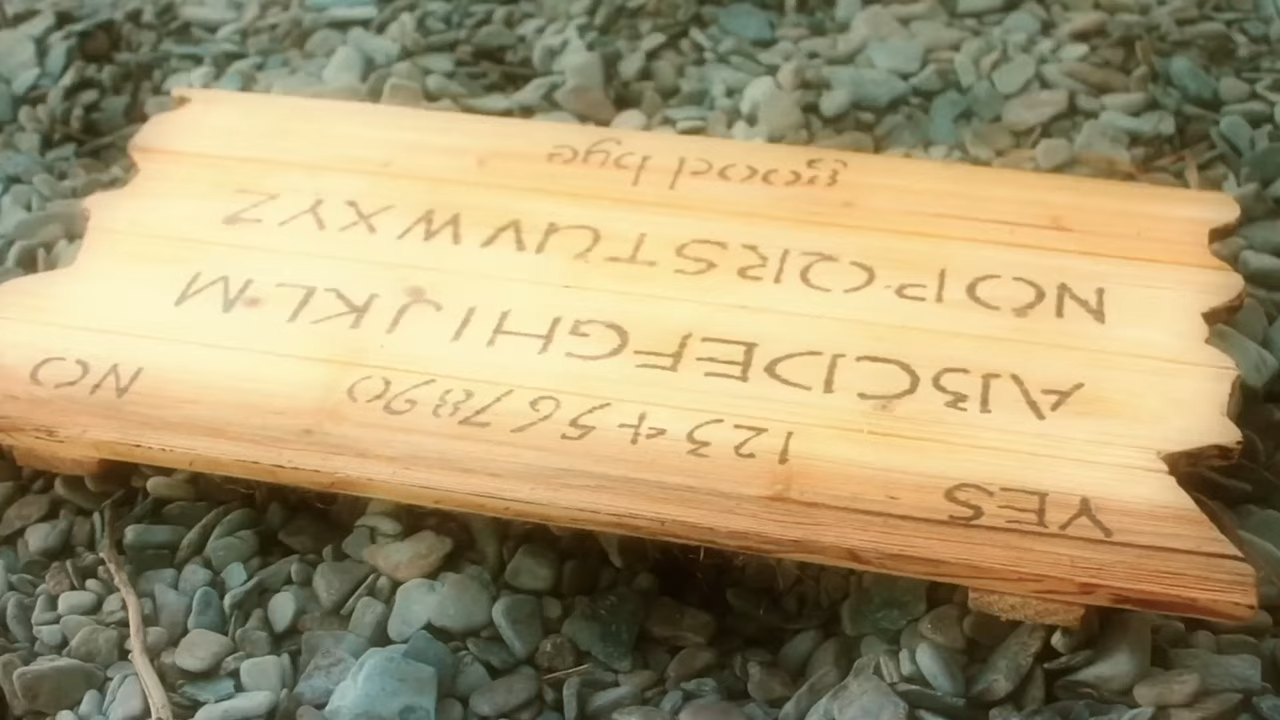 YES NO
1234567890
ABCDEFGHIJKLM
NOPQRSTUVWXYZ
good bye